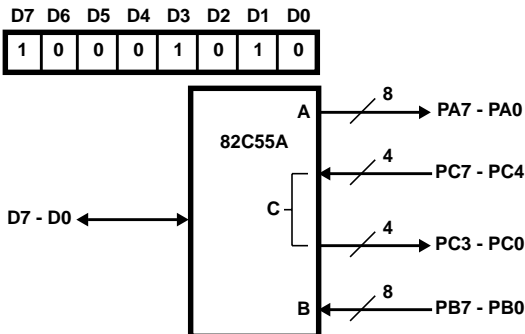 D7 D6 D5 D4 D3 D2 D1 D0
1 0 0 0 1 0 1 0
A 8 PA7 - PA0
82C55A
4 PC7 - PC4
C
D7 - D0
4 PC3 - PC0
B 8 PB7 - PB0